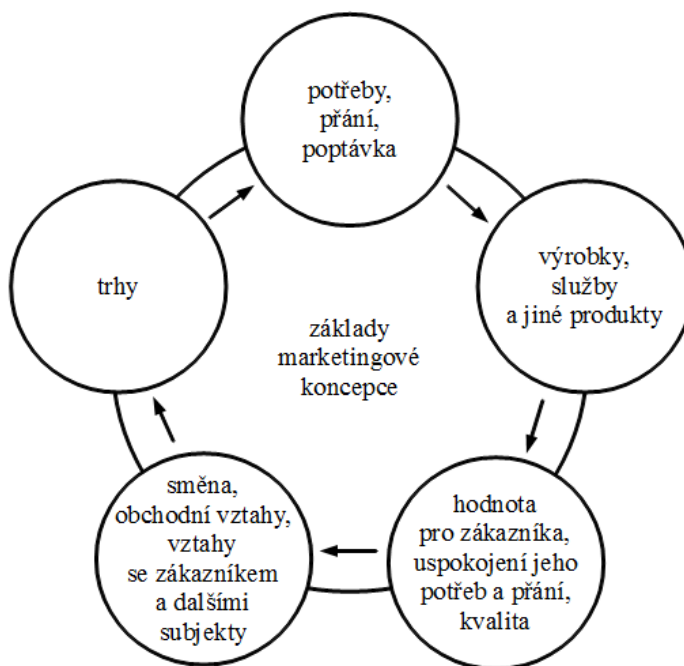 potřeby,
přání,
poptávka
výrobky,
služby
a jiné produkty
hodnota
pro zákazníka,
uspokojení jeho
potřeb a přání,
kvalita
směna,
obchodní vztahy,
vztahy
se zákazníkem
a dalšími
subjekty
trhy
základy
marketingové
koncepce